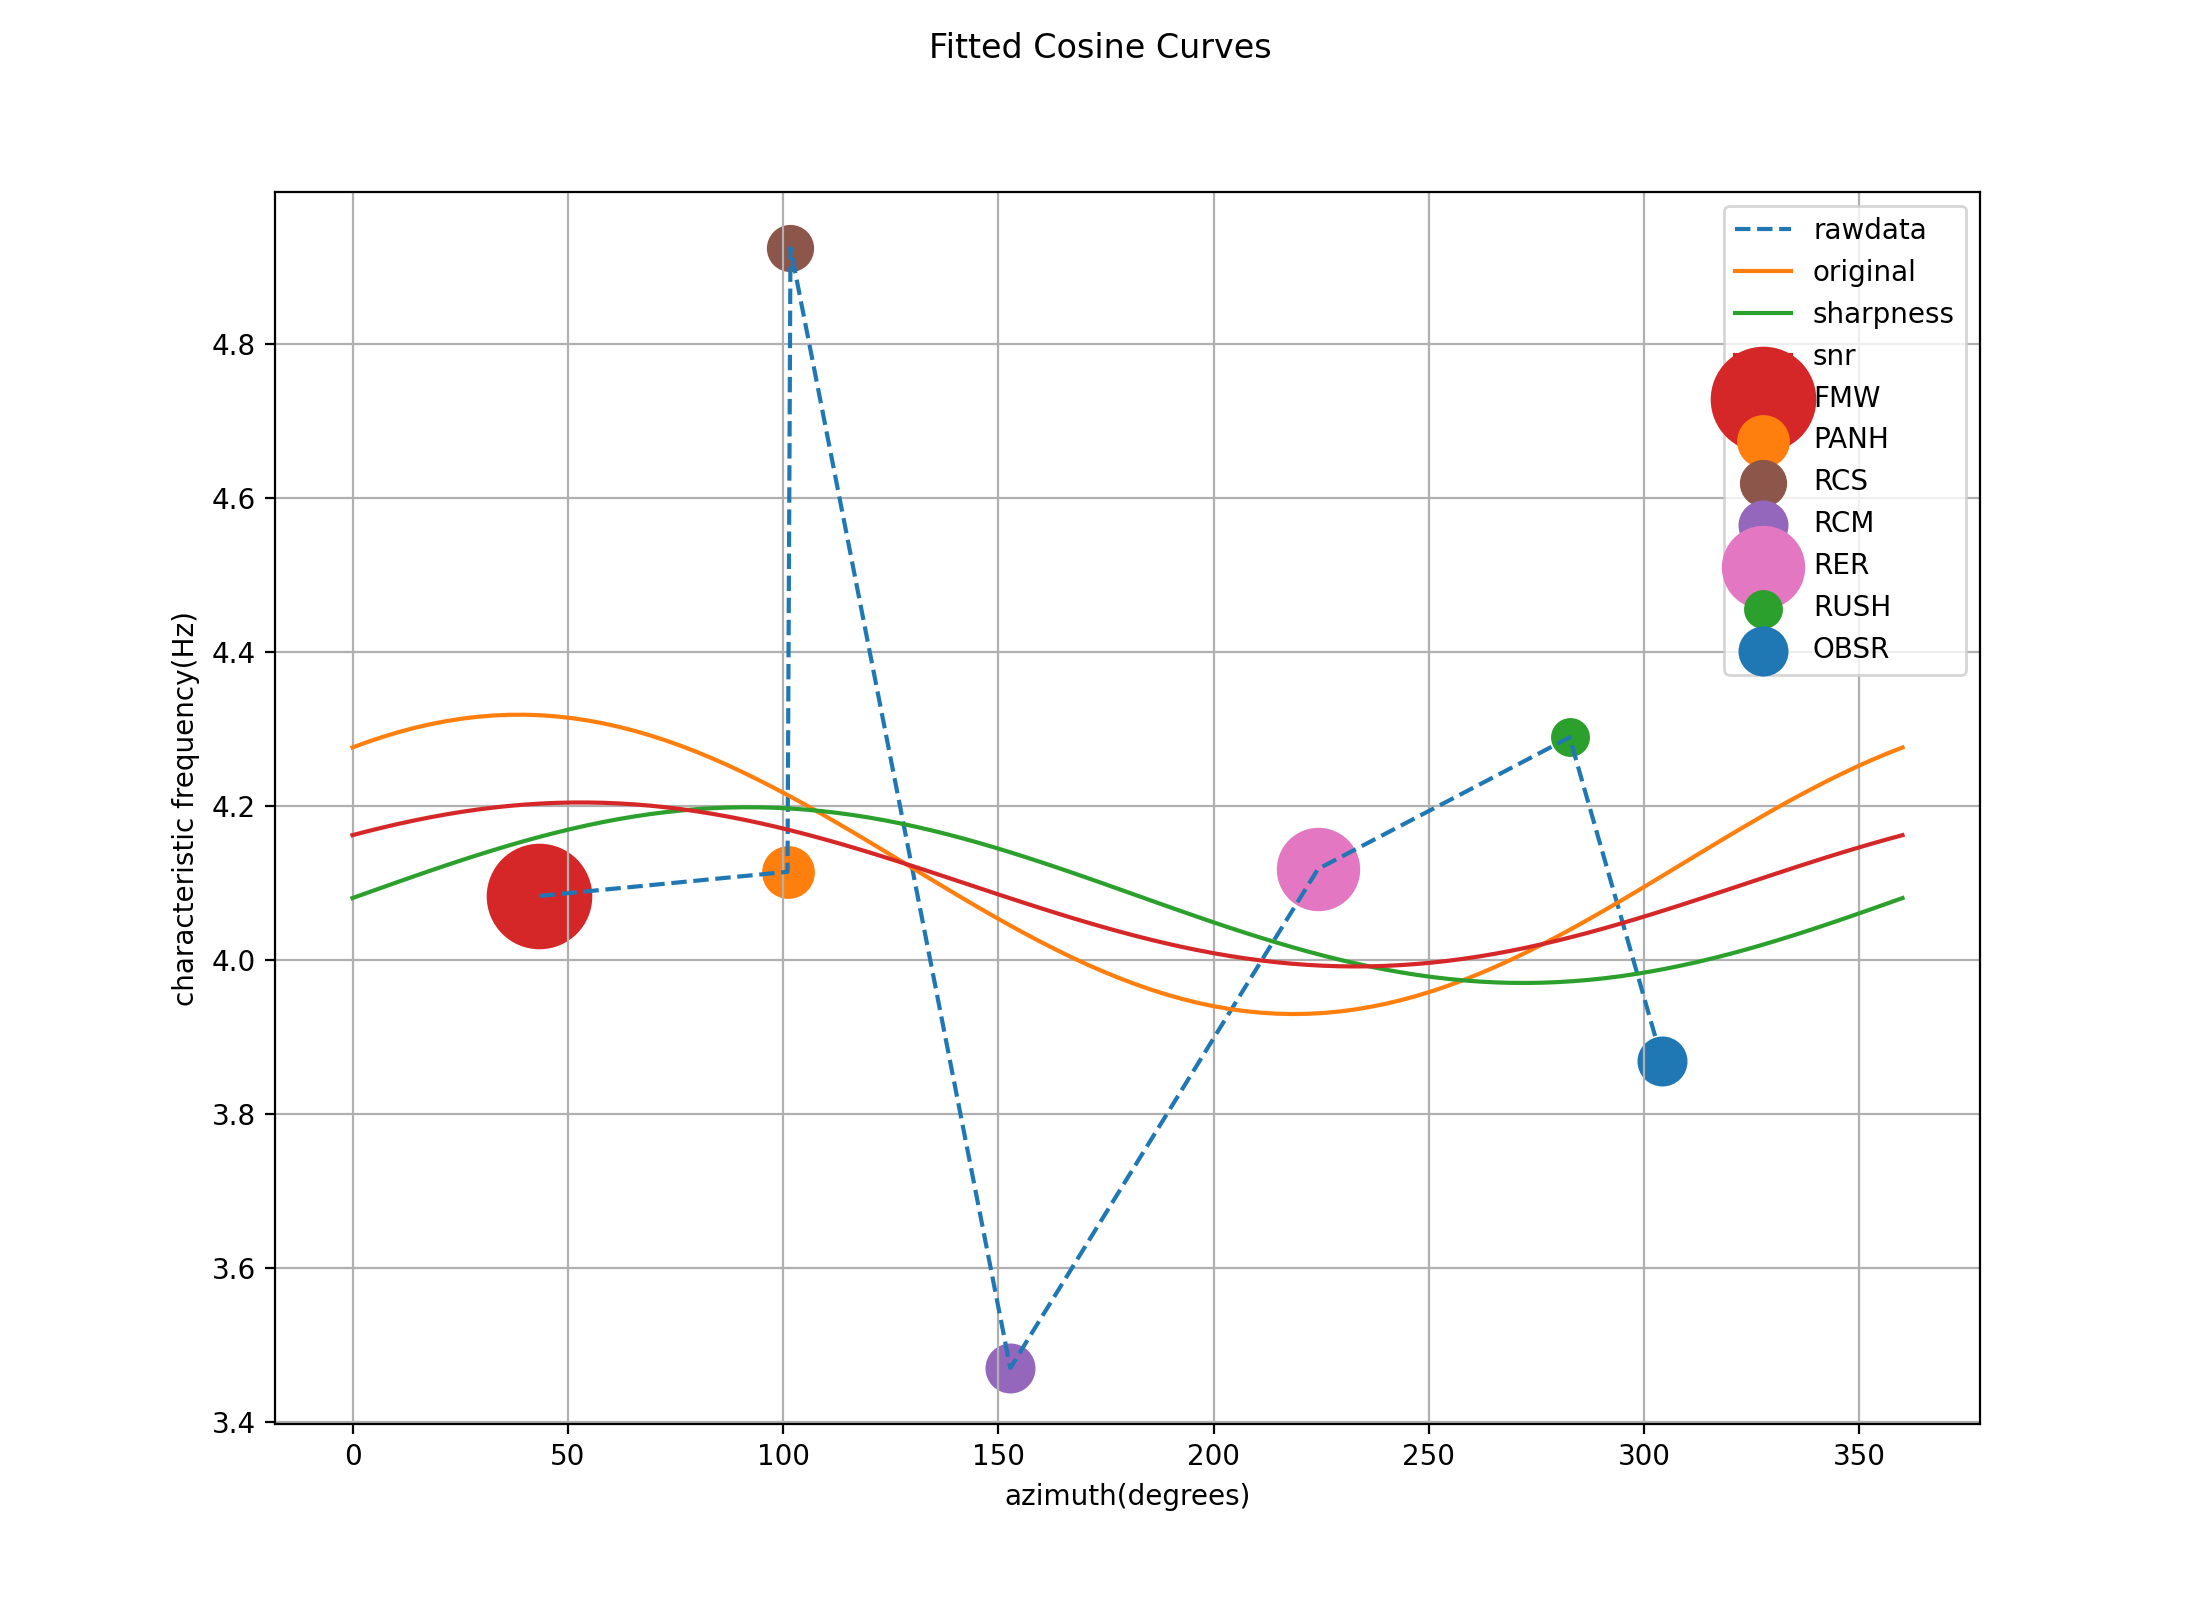 Fitted Cosine Curves
rawdata
original
sharpness
snr
FMW
PANH
RCS
RCM
RER
RUSH
OBSR
4.8
4.6
4.4
4.2
4.0
3.8
3.6
3.4
characteristic frequency(Hz)
0 50 100 150 200 250 300 350
azimuth(degrees)